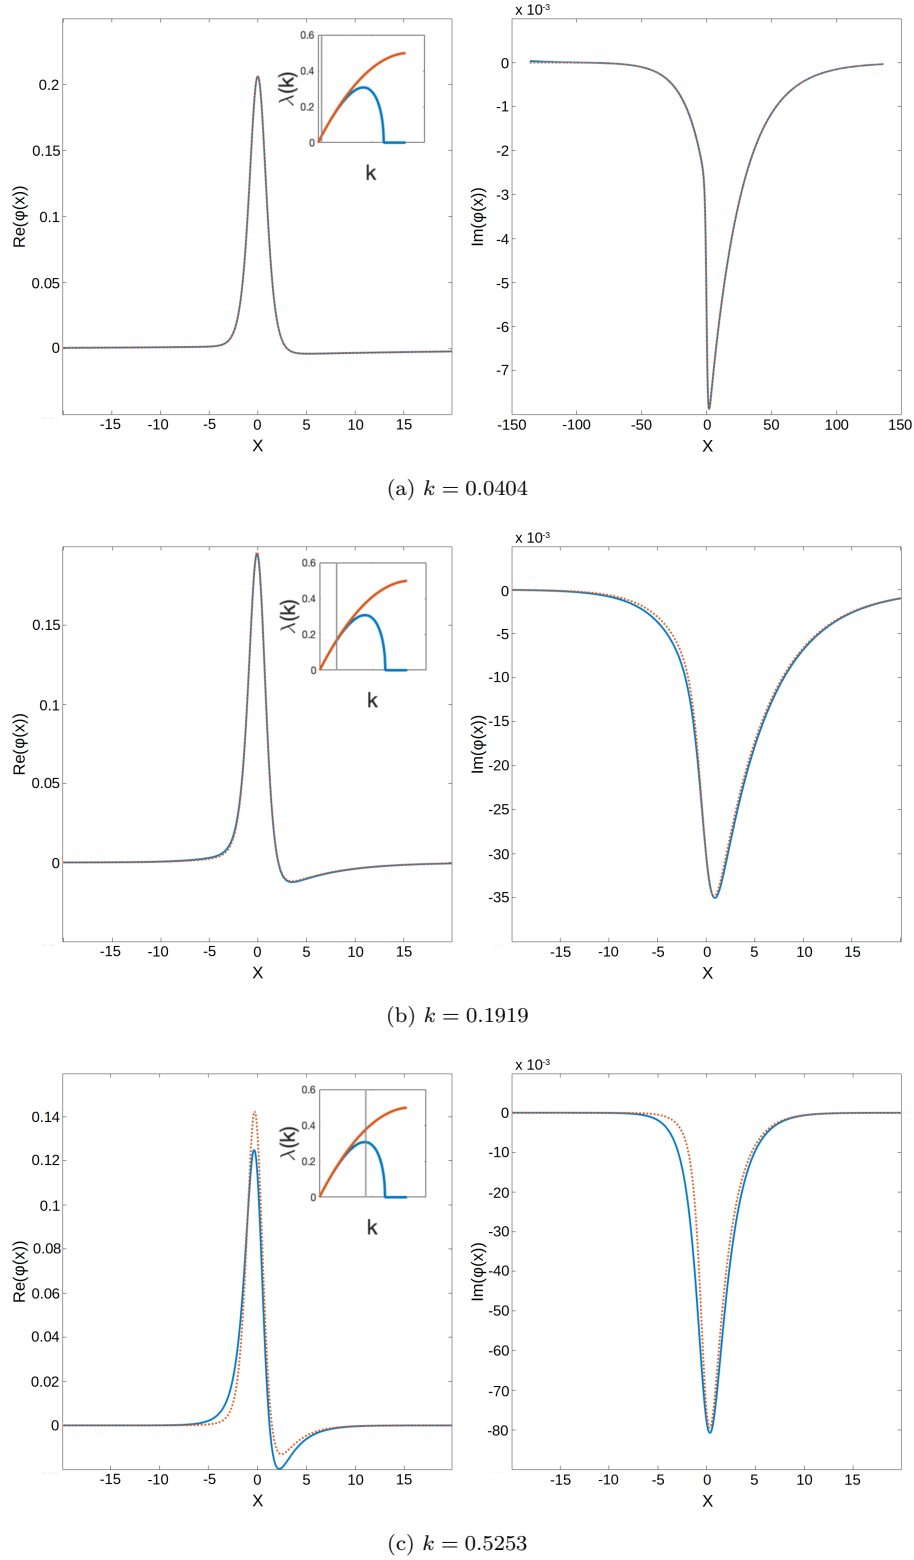 x 10-3
Re(φ(x))
0.2
0.15
0.1
0.05
0
-15 -10 -5 0 5 10 15
X
λ(k)
0.6
0.4
0.2
0
k
Im(φ(x))
0
-1
-2
-3
-4
-5
-6
-7
-150 -100 -50 0 50 100 150
X
(a) k = 0.0404
x 10-3
Re(φ(x))
0.15
0.1
0.05
0
-15 -10 -5 0 5 10 15
X
λ(k)
0.6
0.4
0.2
0
k
Im(φ(x))
0
-5
-10
-15
-20
-25
-30
-35
-15 -10 -5 0 5 10 15
X
(b) k = 0.1919
x 10-3
Re(φ(x))
0.14
0.12
0.1
0.08
0.06
0.04
0.02
0
-15 -10 -5 0 5 10 15
X
λ(k)
0.6
0.4
0.2
0
k
Im(φ(x))
0
-10
-20
-30
-40
-50
-60
-70
-80
-15 -10 -5 0 5 10 15
X
(c) k = 0.5253